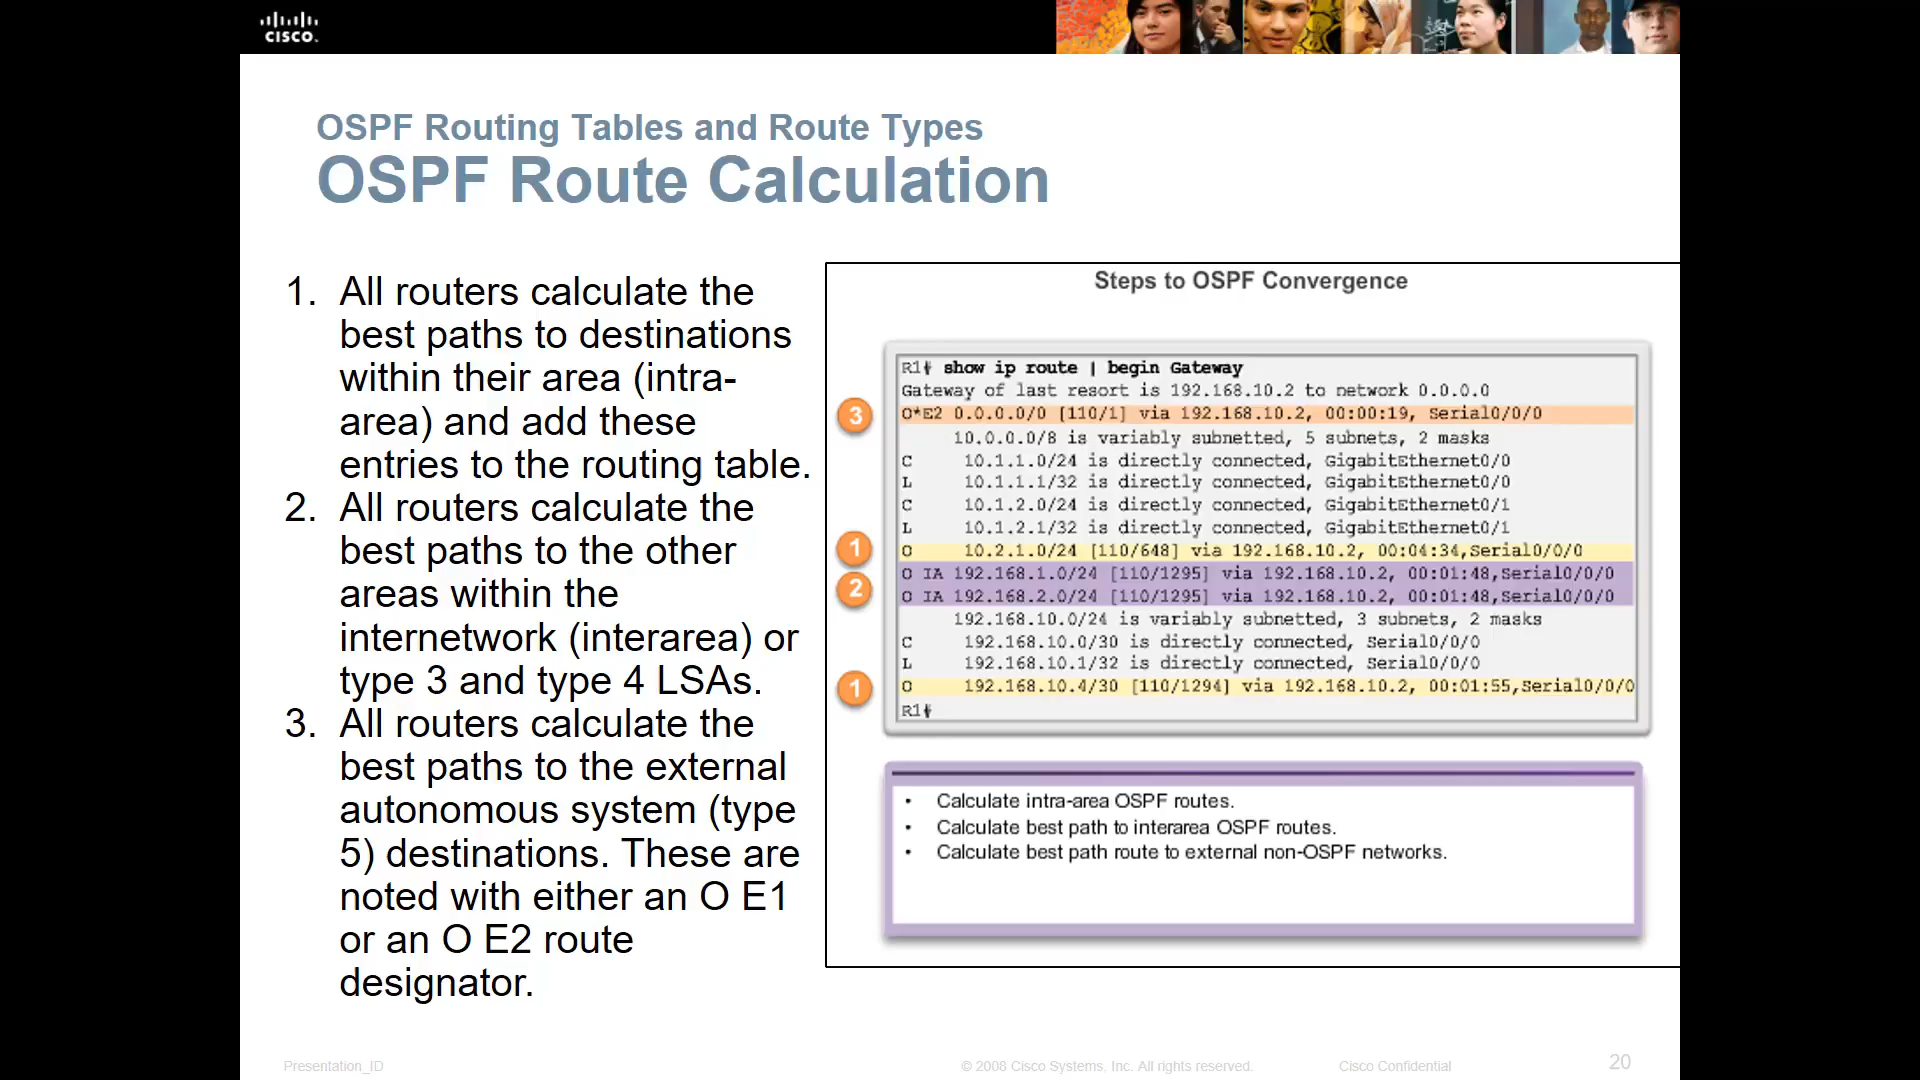 CISCO.
OSPF Routing Tables and Route Types
OSPF Route Calculation
1. All routers calculate the
best paths to destinations
within their area (intra-
area) and add these
entries to the routing table.
2. All routers calculate the
best paths to the other
areas within the
internetwork (interarea) or
type 3 and type 4 LSAs.
3. All routers calculate the
best paths to the external
autonomous system (type
5) destinations. These are
noted with either an O E1
or an O E2 route
designator.
Steps to OSPF Convergence
R1# show ip route | begin Gateway
Gateway of last resort is 192.168.10.2 to network 0.0.0.0
3 O*E2 0.0.0.0/0 [110/1] via 192.168.10.2, 00:00:19, Serial0/0/0
10.0.0.0/8 is variably subnetted, 5 subnets, 2 masks
C 10.1.1.0/24 is directly connected, GigabitEthernet0/0
L 10.1.1.1/32 is directly connected, GigabitEthernet0/0
C 10.1.2.0/24 is directly connected, GigabitEthernet0/1
L 10.1.2.1/32 is directly connected, GigabitEthernet0/1
1 O 10.2.1.0/24 [110/648] via 192.168.10.2, 00:04:34,Serial0/0/0
2 O IA 192.168.1.0/24 [110/1295] via 192.168.10.2, 00:01:48,Serial0/0/0
O IA 192.168.2.0/24 [110/1295] via 192.168.10.2, 00:01:48,Serial0/0/0
192.168.10.0/24 is variably subnetted, 3 subnets, 2 masks
C 192.168.10.0/30 is directly connected, Serial0/0/0
L 192.168.10.1/32 is directly connected, Serial0/0/0
1 O 192.168.10.4/30 [110/1294] via 192.168.10.2, 00:01:55,Serial0/0/0
R1#
• Calculate intra-area OSPF routes.
• Calculate best path to interarea OSPF routes.
• Calculate best path route to external non-OSPF networks.
Presentation_ID
© 2008 Cisco Systems, Inc. All rights reserved.
Cisco Confidential
20